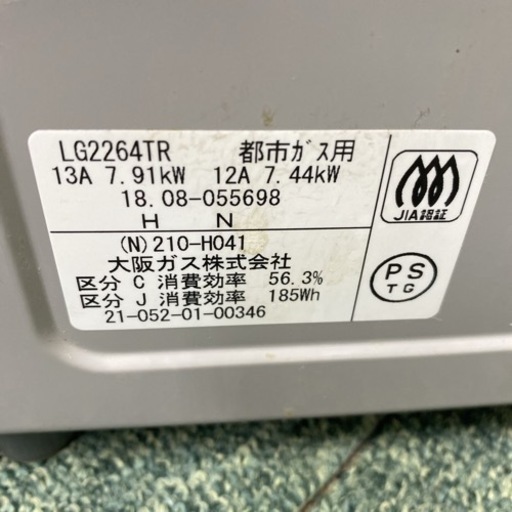 LG2264TR 都市ガス用
13A 7.91kW 12A 7.44kW
18.08-055698
H N
(N)210-H041
大阪ガス株式会社
区分 C 消費効率 56.3%
区分 J 消費効率 185Wh
21-052-01-00346
JIA認証
PS
TG